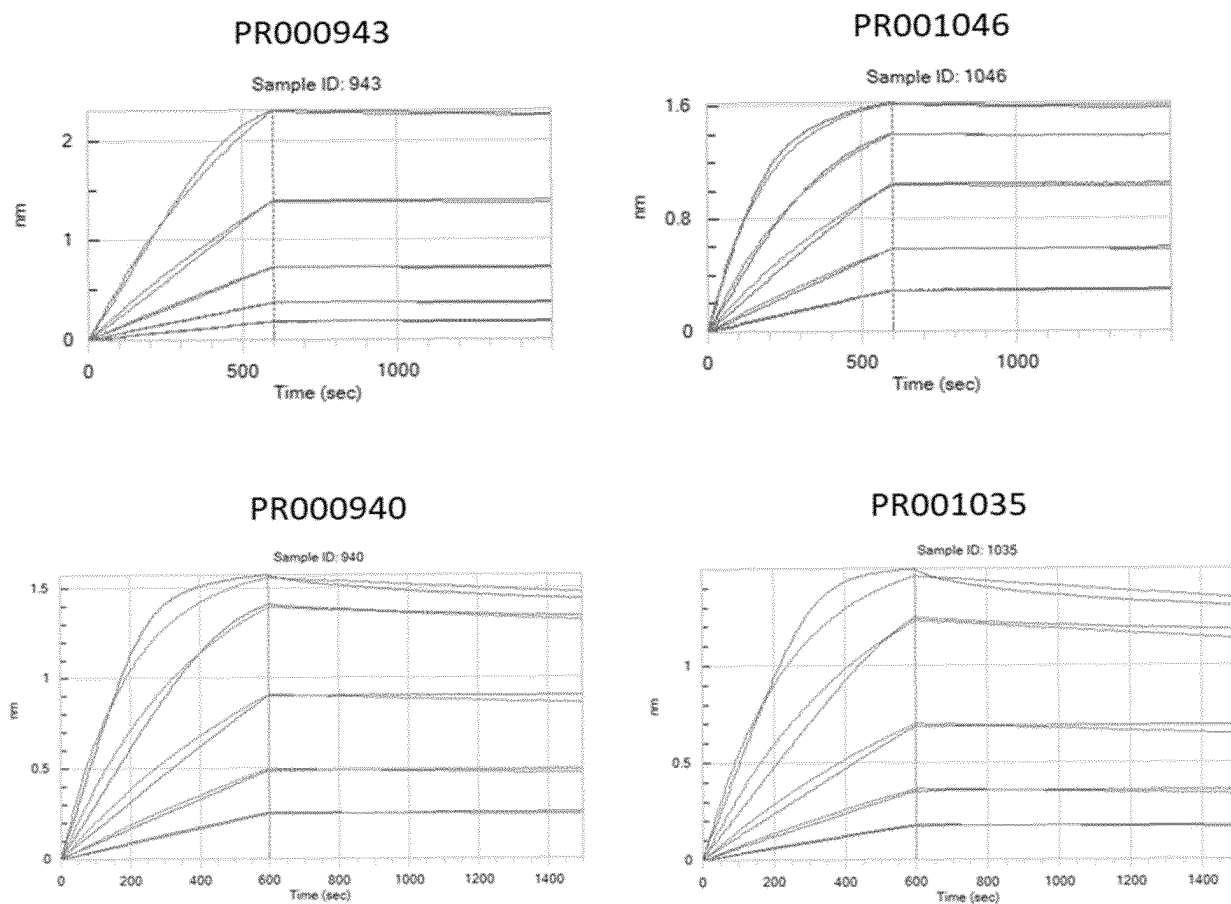 PR000943
Sample ID: 943
2
1
0
nm
0
500
1000
Time (sec)
PR001046
Sample ID: 1046
1.6
0.8
0
nm
0
500
1000
Time (sec)
PR000940
Sample ID: 940
1.5
1
0.5
0
nm
0
200
400
600
800
1000
1200
1400
Time (sec)
PR001035
Sample ID: 1035
1
0.5
0
nm
0
200
400
600
800
1000
1200
1400
Time (sec)